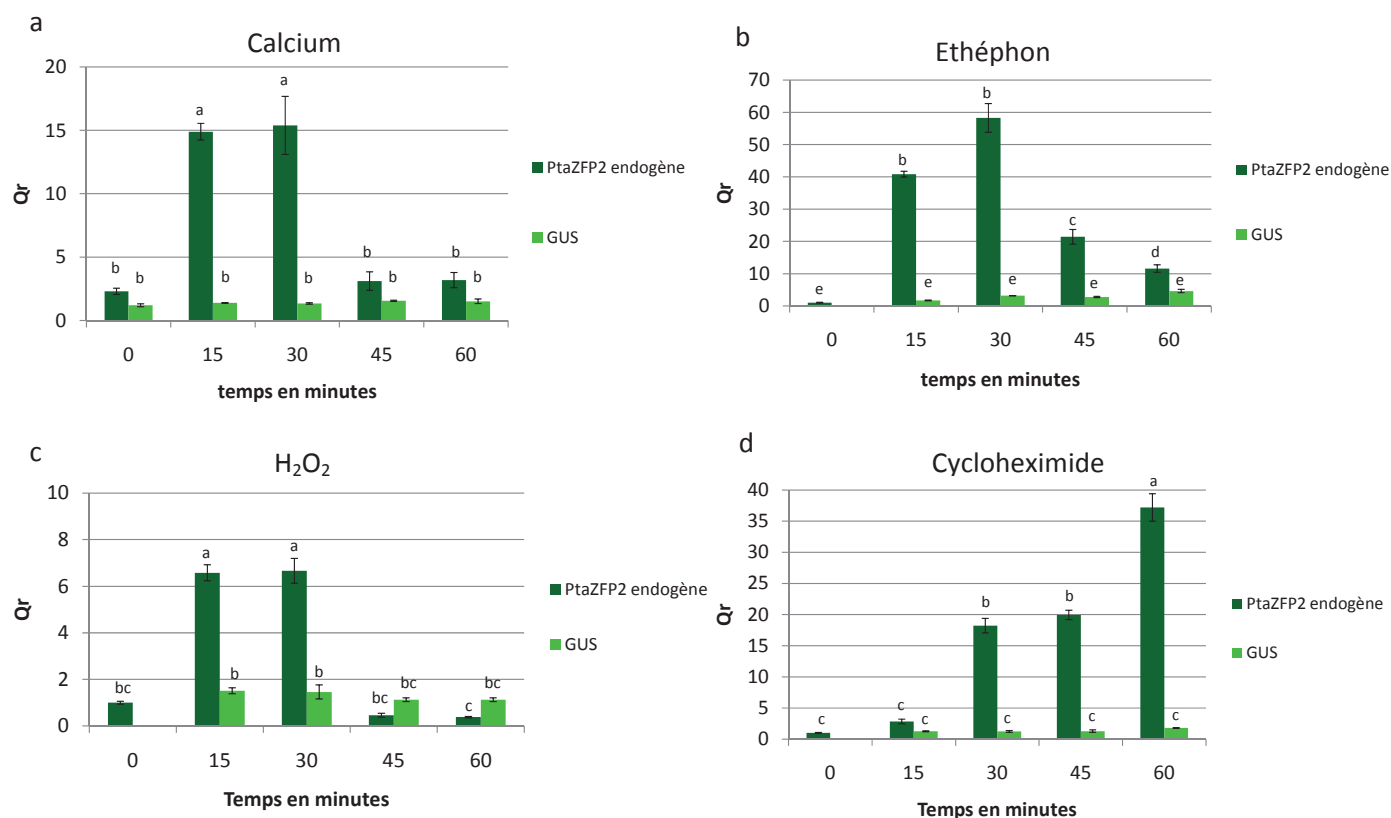 a
Calcium
20
15
10
5
0
Qr
a
a
b
b
b
b
b
b
b
b
0 15 30 45 60
temps en minutes
PtaZFP2 endogène
GUS
b
Ethéphon
70
60
50
40
30
20
10
0
Qr
e
b
e
b
e
c
e
d
e
0 15 30 45 60
temps en minutes
PtaZFP2 endogène
GUS
c
H₂O₂
10
8
6
4
2
0
Qr
bc
a
b
a
b
bc
bc
c
bc
0 15 30 45 60
Temps en minutes
PtaZFP2 endogène
GUS
d
Cycloheximide
40
35
30
25
20
15
10
5
0
Qr
c
c
c
b
c
b
c
a
c
0 15 30 45 60
Temps en minutes
PtaZFP2 endogène
GUS